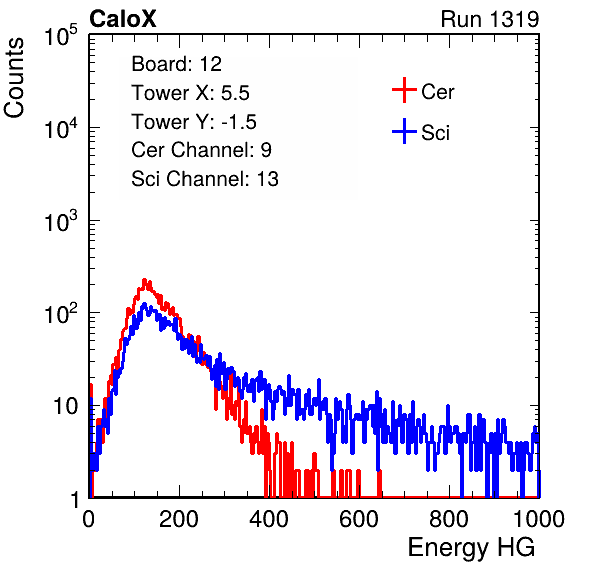 CaloX Run 1319
Counts
10^5
10^4
10^3
10^2
10
1
Board: 12
Tower X: 5.5
Tower Y: -1.5
Cer Channel: 9
Sci Channel: 13
Cer
Sci
0 200 400 600 800 1000
Energy HG